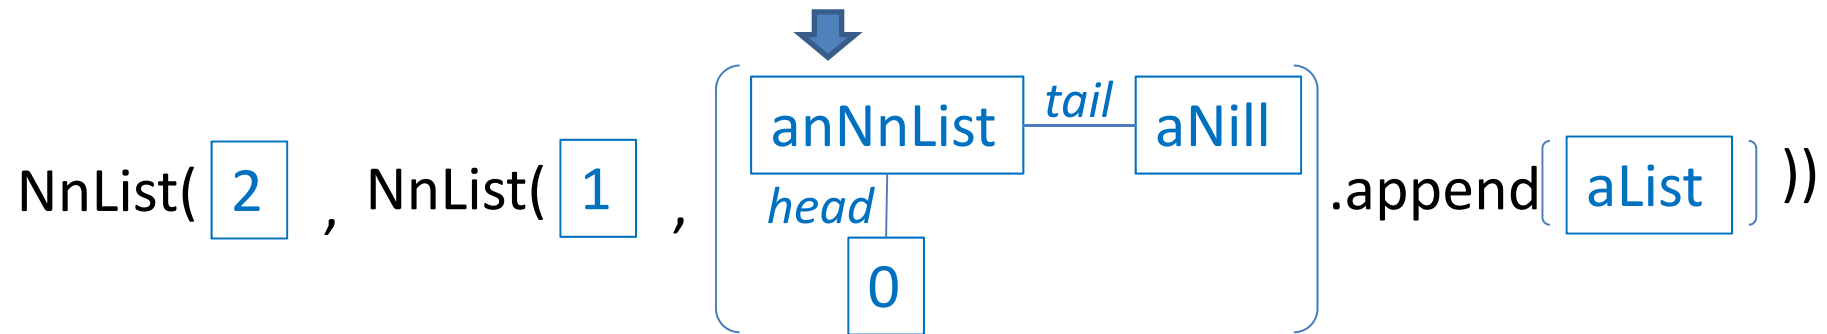 anNnList tail aNill
NnList( 2 , NnList( 1 , head .append( aList ) ))
0